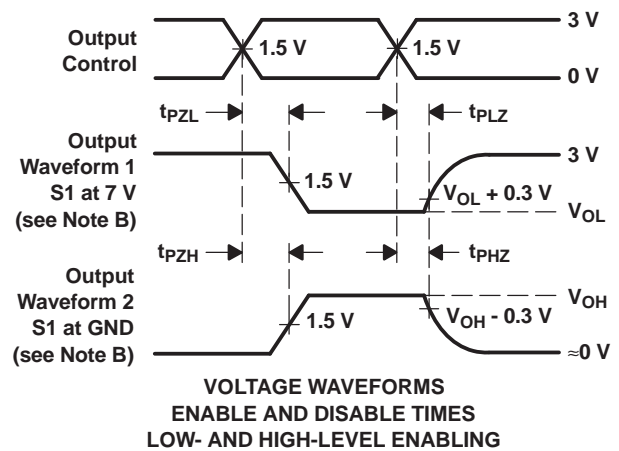 Output
Control
1.5 V
1.5 V
3 V
0 V
tPZL
tPLZ
Output
Waveform 1
S1 at 7 V
(see Note B)
1.5 V
VOL + 0.3 V
3 V
VOL
tPZH
tPHZ
Output
Waveform 2
S1 at GND
(see Note B)
1.5 V
VOH - 0.3 V
VOH
≈0 V
VOLTAGE WAVEFORMS
ENABLE AND DISABLE TIMES
LOW- AND HIGH-LEVEL ENABLING